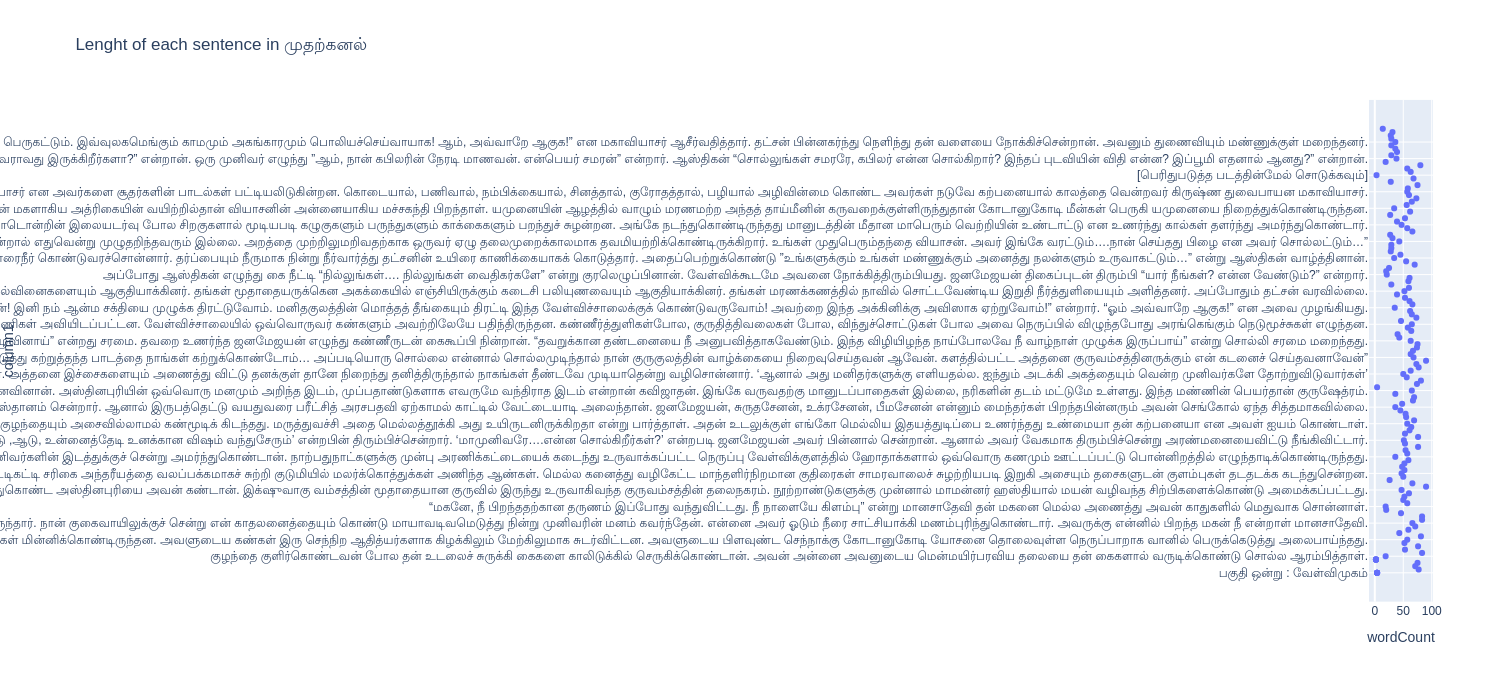 Lenght of each sentence in முதற்கனல்
பெருகட்டும். இவ்வுலகமெங்கும் காமமும் அகங்காரமும் பொலியச்செய்வாயாக! ஆம், அவ்வாறே ஆகுக!” என மகாவியாசர் ஆசீர்வதித்தார். தட்சன் பின்னகர்ந்து நெளிந்து தன் வளையை நோக்கிச்சென்றான். அவனும் துணைவியும் மண்ணுக்குள் மறைந்தனர்.
வராவது இருக்கிறீர்களா?” என்றான். ஒரு முனிவர் எழுந்து ”ஆம், நான் கபிலரின் நேரடி மாணவன். என்பெயர் சமரன்” என்றார். ஆஸ்திகன் “சொல்லுங்கள் சமரரே, கபிலர் என்ன சொல்கிறார்? இந்தப் புடவியின் விதி என்ன? இப்பூமி எதனால் ஆனது?” என்றான்.
[பெரிதுபடுத்த படத்தின்மேல் சொடுக்கவும்]
பாசர் என அவர்களை சூதர்களின் பாடல்கள் பட்டியலிடுகின்றன. கொடையால், பணிவால், நம்பிக்கையால், சினத்தால், குரோதத்தால், பழியால் அழிவின்மை கொண்ட அவர்கள் நடுவே கற்பனையால் காலத்தை வென்றவர் கிருஷ்ண துவைபாயன மகாவியாசர்.
ன் மகளாகிய அத்ரிகையின் வயிற்றில்தான் வியாசனின் அன்னையாகிய மச்சகந்தி பிறந்தாள். யமுனையின் ஆழத்தில் வாழும் மரணமற்ற அந்தத் தாய்மீனின் கருவறைக்குள்ளிருந்துதான் கோடானுகோடி மீன்கள் பெருகி யமுனையை நிறைத்துக்கொண்டிருந்தன.
ாடொன்றின் இலையடர்வு போல சிறகுகளால் மூடியபடி கழுகுகளும் பருந்துகளும் காக்கைகளும் பறந்துச் சுழன்றன. அங்கே நடந்துகொண்டிருந்தது மானுடத்தின் மீதான மாபெரும் வெற்றியின் உண்டாட்டு என உணர்ந்து கால்கள் தளர்ந்து அமர்ந்துகொண்டார்.
ன்றால் எதுவென்று முழுதறிந்தவரும் இல்லை. அறத்தை முற்றிலுமறிவதற்காக ஒருவர் ஏழு தலைமுறைக்காலமாக தவமியற்றிக்கொண்டிருக்கிறார். உங்கள் முதுபெரும்தந்தை வியாசன். அவர் இங்கே வரட்டும்….நான் செய்தது பிழை என அவர் சொல்லட்டும்…”
ரைநீர் கொண்டுவரச்சொன்னார். தர்ப்பையும் நீருமாக நின்று நீர்வார்த்து தட்சனின் உயிரை காணிக்கையாகக் கொடுத்தார். அதைப்பெற்றுக்கொண்டு ”உங்களுக்கும் உங்கள் மண்ணுக்கும் அனைத்து நலன்களும் உருவாகட்டும்…” என்று ஆஸ்திகன் வாழ்த்தினான்.
அப்போது ஆஸ்திகன் எழுந்து கை நீட்டி “நில்லுங்கள்…. நில்லுங்கள் வைதிகர்களே” என்று குரலெழுப்பினான். வேள்விக்கூடமே அவனை நோக்கித்திரும்பியது. ஜனமேஜயன் திகைப்புடன் திரும்பி “யார் நீங்கள்? என்ன வேண்டும்?” என்றார்.
ல்வினைகளையும் ஆகுதியாக்கினர். தங்கள் மூதாதையருக்கென அகக்கையில் எஞ்சியிருக்கும் கடைசி பலியுணவையும் ஆகுதியாக்கினர். தங்கள் மரணக்கணத்தில் நாவில் சொட்டவேண்டிய இறுதி நீர்த்துளியையும் அளித்தனர். அப்போதும் தட்சன் வரவில்லை.
ன்! இனி நம் ஆன்ம சக்தியை முழுக்க திரட்டுவோம். மனிதகுலத்தின் மொத்தத் தீங்கையும் திரட்டி இந்த வேள்விச்சாலைக்குக் கொண்டுவருவோம்! அவற்றை இந்த அக்கினிக்கு அவிஸாக ஏற்றுவோம்!” என்றார். “ஓம் அவ்வாறே ஆகுக!” என அவை முழங்கியது.
ணிகள் அவியிடப்பட்டன. வேள்விச்சாலையில் ஒவ்வொருவர் கண்களும் அவற்றிலேயே பதிந்திருந்தன. கண்ணீர்த்துளிகள்போல, குருதித்திவலைகள் போல, விந்துச்சொட்டுகள் போல அவை நெருப்பில் விழுந்தபோது அரங்கெங்கும் நெடுமூச்சுகள் எழுந்தன.
வினாய்” என்றது சரமை. தவறை உணர்ந்த ஜனமேஜயன் எழுந்து கண்ணீருடன் கைகூப்பி நின்றான். “தவறுக்கான தண்டனையை நீ அனுபவித்தாகவேண்டும். இந்த விழியிழந்த நாய்போலவே நீ வாழ்நாள் முழுக்க இருப்பாய்” என்று சொல்லி சரமை மறைந்தது.
டுத்து கற்றுத்தந்த பாடத்தை நாங்கள் கற்றுக்கொண்டோம்… அப்படியொரு சொல்லை என்னால் சொல்லமுடிந்தால் நான் குருகுலத்தின் வாழ்க்கையை நிறைவுசெய்தவன் ஆவேன். களத்தில்பட்ட அத்தனை குருவம்சத்தினருக்கும் என் கடனைச் செய்தவனாவேன்”
. அத்தனை இச்சைகளையும் அணைத்து விட்டு தனக்குள் தானே நிறைந்து தனித்திருந்தால் நாகங்கள் தீண்டவே முடியாதென்று வழிசொன்னார். ‘ஆனால் அது மனிதர்களுக்கு எளியதல்ல. ஐந்தும் அடக்கி அகத்தையும் வென்ற முனிவர்களே தோற்றுவிடுவார்கள்’
னவினான். அஸ்தினபுரியின் ஒவ்வொரு மனமும் அறிந்த இடம், முப்பதாண்டுகளாக எவருமே வந்திராத இடம் என்றான் கவிஜாதன். இங்கே வருவதற்கு மானுடப்பாதைகள் இல்லை, நரிகளின் தடம் மட்டுமே உள்ளது. இந்த மண்ணின் பெயர்தான் குருஷேத்ரம்.
ஸ்தானம் சென்றார். ஆனால் இருபத்தெட்டு வயதுவரை பரீட்சித் அரசபதவி ஏற்காமல் காட்டில் வேட்டையாடி அலைந்தான். ஜனமேஜயன், சுருதசேனன், உக்ரசேனன், பீமசேனன் என்னும் மைந்தர்கள் பிறந்தபின்னரும் அவன் செங்கோல் ஏந்த சித்தமாகவில்லை.
குழந்தையும் அசைவில்லாமல் கண்மூடிக் கிடந்தது. மருத்துவச்சி அதை மெல்லத்தூக்கி அது உயிருடனிருக்கிறதா என்று பார்த்தாள். அதன் உடலுக்குள் எங்கோ மெல்லிய இதயத்துடிப்பை உணர்ந்தது உண்மையா தன் கற்பனையா என அவள் ஐயம் கொண்டாள்.
டு ,ஆடு, உன்னைத்தேடி உனக்கான விஷம் வந்துசேரும்’ என்றபின் திரும்பிச்சென்றார். ‘மாமுனிவரே….என்ன சொல்கிறீர்கள்?’ என்றபடி ஜனமேஜயன் அவர் பின்னால் சென்றான். ஆனால் அவர் வேகமாக திரும்பிச்சென்று அரண்மனையைவிட்டு நீங்கிவிட்டார்.
ளிவர்களின் இடத்துக்குச் சென்று அமர்ந்துகொண்டான். நாற்பதுநாட்களுக்கு முன்பு அரணிக்கட்டையைக் கடைந்து உருவாக்கப்பட்ட நெருப்பு வேள்விக்குளத்தில் ஹோதாக்களால் ஒவ்வொரு கணமும் ஊட்டப்பட்டு பொன்னிறத்தில் எழுந்தாடிக்கொண்டிருந்தது.
டிகட்டி சரிகை அந்தரீயத்தை வலப்பக்கமாகச் சுற்றி குடுமியில் மலர்க்கொத்துக்கள் அணிந்த ஆண்கள். மெல்ல கனைத்து வழிகேட்ட மாந்தளிர்நிறமான குதிரைகள் சாமரவாலைச் சுழற்றியபடி இறுகி அசையும் தசைகளுடன் குளம்புகள் தடதடக்க கடந்துசென்றன.
துகொண்ட அஸ்தினபுரியை அவன் கண்டான். இக்ஷுவாகு வம்சத்தின் மூதாதையான குருவில் இருந்து உருவாகிவந்த குருவம்சத்தின் தலைநகரம். நூற்றாண்டுகளுக்கு முன்னால் மாமன்னர் ஹஸ்தியால் மயன் வழிவந்த சிற்பிகளைக்கொண்டு அமைக்கப்பட்டது.
“மகனே, நீ பிறந்ததற்கான தருணம் இப்போது வந்துவிட்டது. நீ நாளையே கிளம்பு” என்று மானசாதேவி தன் மகனை மெல்ல அணைத்து அவன் காதுகளில் மெதுவாக சொன்னாள்.
ருந்தார். நான் குகைவாயிலுக்குச் சென்று என் காதலனைத்தையும் கொண்டு மாயாவடிவமெடுத்து நின்று முனிவரின் மனம் கவர்ந்தேன். என்னை அவர் ஓடும் நீரை சாட்சியாக்கி மணம்புரிந்துகொண்டார். அவருக்கு என்னில் பிறந்த மகன் நீ என்றாள் மானசாதேவி.
கள் மின்னிக்கொண்டிருந்தன. அவளுடைய கண்கள் இரு செந்நிற ஆதித்யர்களாக கிழக்கிலும் மேற்கிலுமாக சுடர்விட்டன. அவளுடைய பிளவுண்ட செந்நாக்கு கோடானுகோடி யோசனை தொலைவுள்ள நெருப்பாறாக வானில் பெருக்கெடுத்து அலைபாய்ந்தது.
குழந்தை குளிர்கொண்டவன் போல தன் உடலைச் சுருக்கி கைகளை காலிடுக்கில் செருகிக்கொண்டான். அவன் அன்னை அவனுடைய மென்மயிர்பரவிய தலையை தன் கைகளால் வருடிக்கொண்டு சொல்ல ஆரம்பித்தாள்.
பகுதி ஒன்று : வேள்விமுகம்
column_1
0 50 100
wordCount